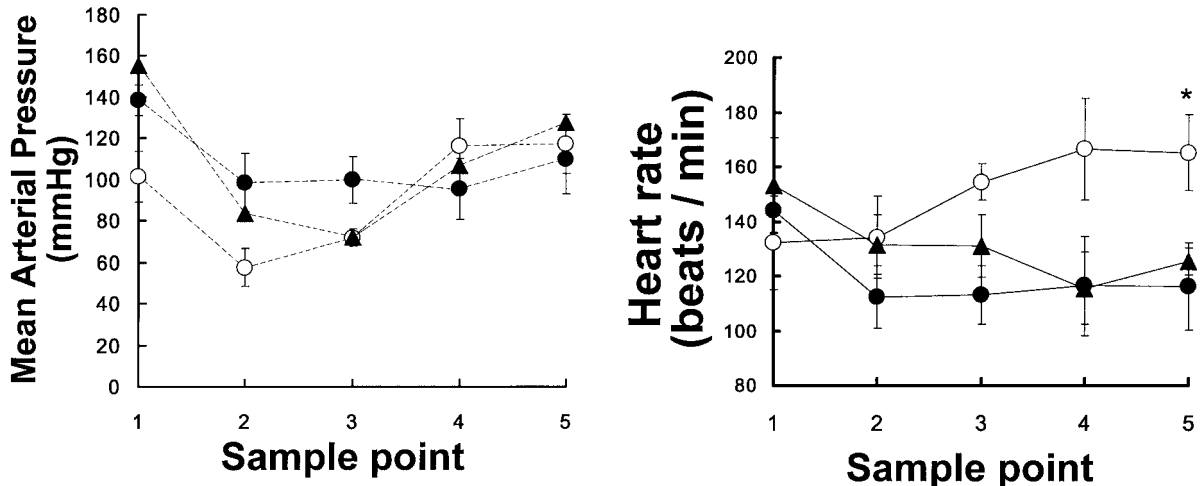 Mean Arterial Pressure
(mmHg)
180
160
140
120
100
80
60
40
20
0
1 2 3 4 5
Sample point
Heart rate
(beats / min)
200
180
160
140
120
100
80
*
1 2 3 4 5
Sample point